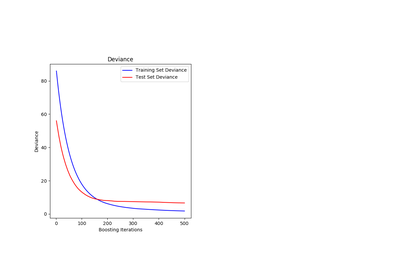 Deviance
Training Set Deviance
Test Set Deviance
80
60
40
20
0
Deviance
0 100 200 300 400 500
Boosting Iterations